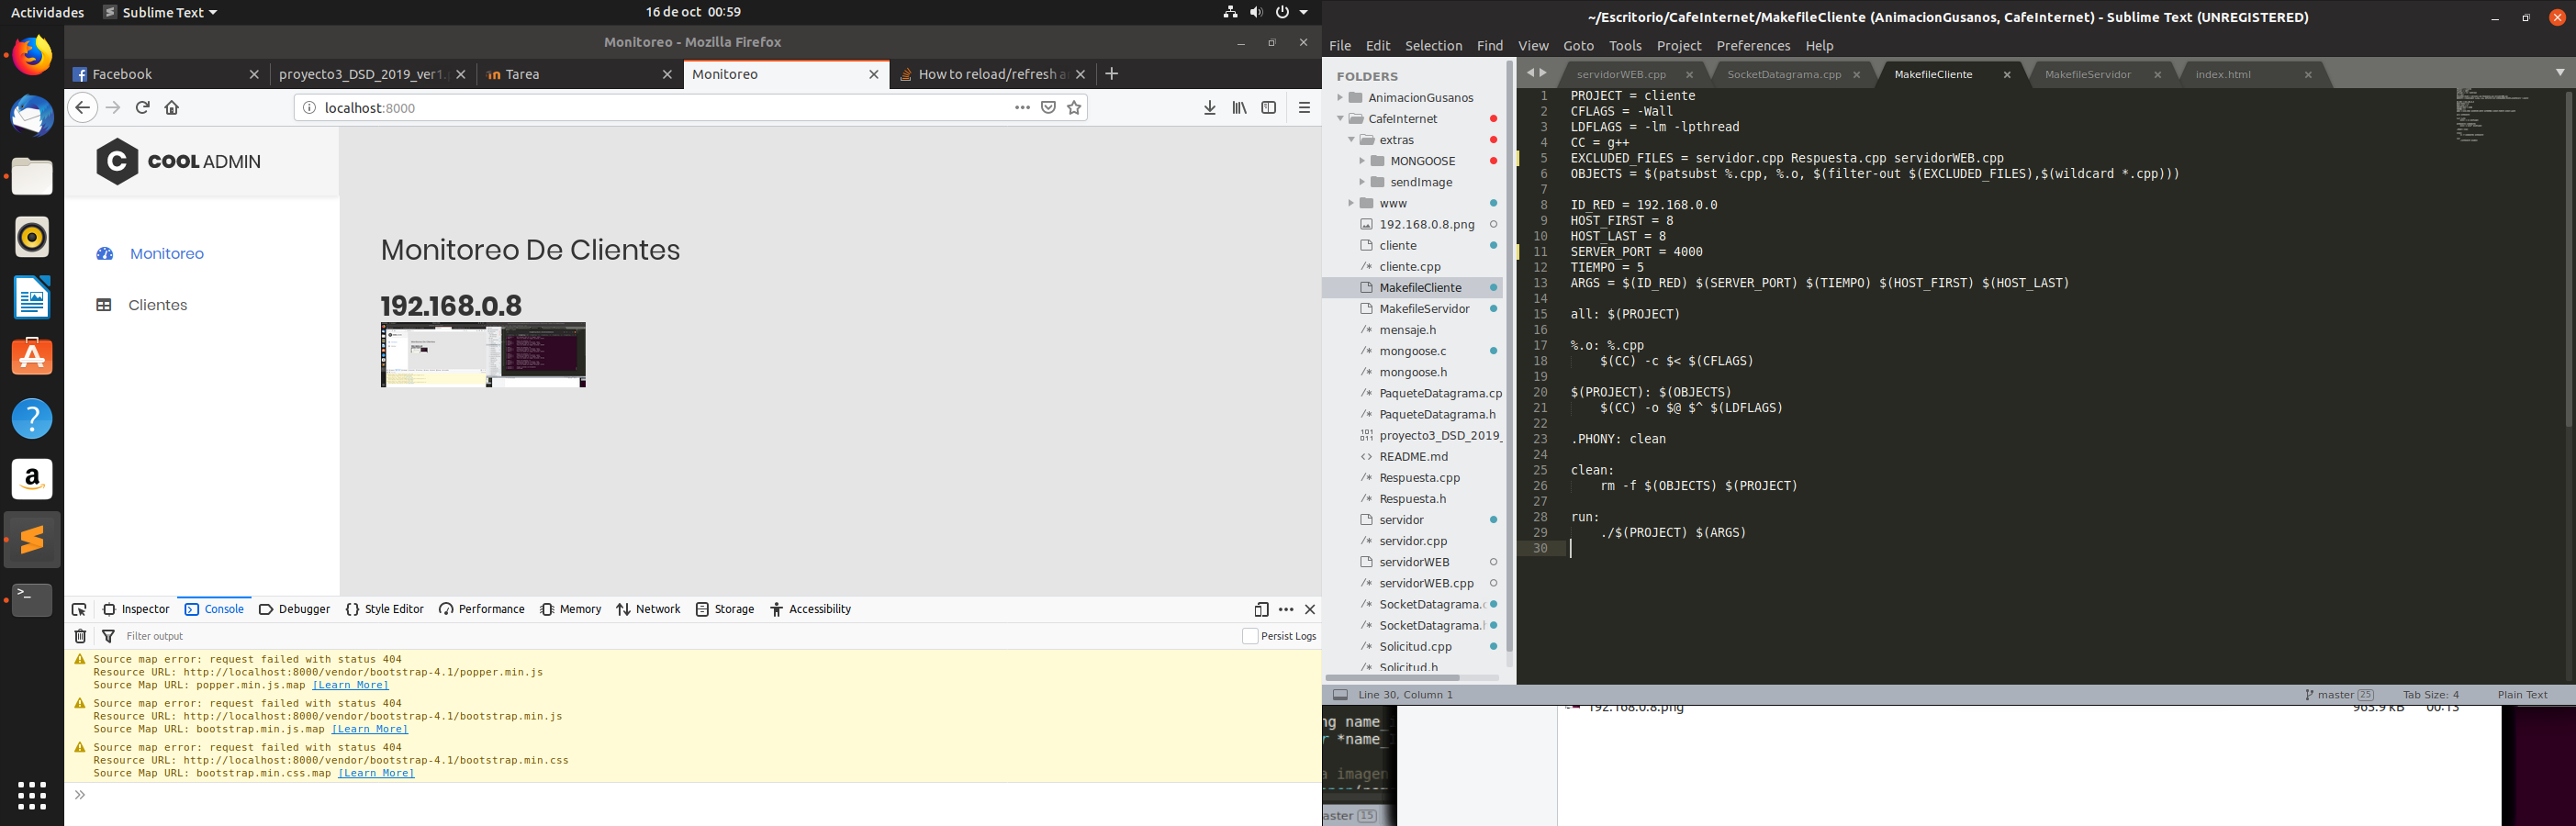 Actividades
Sublime Text
16 de oct 00:59
Monitoreo - Mozilla Firefox
Facebook
proyecto3_DSD_2019_ver1.
Tarea
Monitoreo
How to reload/refresh a
localhost:8000
COOL ADMIN
Monitoreo
Clientes
Monitoreo De Clientes
192.168.0.8
Inspector
Console
Debugger
Style Editor
Performance
Memory
Network
Storage
Accessibility
Filter output
Persist Logs
Source map error: request failed with status 404
Resource URL: http://localhost:8000/vendor/bootstrap-4.1/popper.min.js
Source Map URL: popper.min.js.map [Learn More]
Source map error: request failed with status 404
Resource URL: http://localhost:8000/vendor/bootstrap-4.1/bootstrap.min.js
Source Map URL: bootstrap.min.js.map [Learn More]
Source map error: request failed with status 404
Resource URL: http://localhost:8000/vendor/bootstrap-4.1/bootstrap.min.css
Source Map URL: bootstrap.min.css.map [Learn More]
~/Escritorio/CafeInternet/MakefileCliente (AnimacionGusanos, CafeInternet) - Sublime Text (UNREGISTERED)
File Edit Selection Find View Goto Tools Project Preferences Help
FOLDERS
AnimacionGusanos
CafeInternet
extras
MONGOOSE
sendImage
www
192.168.0.8.png
cliente
cliente.cpp
MakefileCliente
MakefileServidor
mensaje.h
mongoose.c
mongoose.h
PaqueteDatagrama.cp
PaqueteDatagrama.h
proyecto3_DSD_2019_
README.md
Respuesta.cpp
Respuesta.h
servidor
servidor.cpp
servidorWEB
servidorWEB.cpp
SocketDatagrama.c
SocketDatagrama.h
Solicitud.cpp
Solicitud.h
servidorWEB.cpp
SocketDatagrama.cpp
MakefileCliente
MakefileServidor
index.html
1 PROJECT = cliente
2 CFLAGS = -Wall
3 LDFLAGS = -lm -lpthread
4 CC = g++
5 EXCLUDED_FILES = servidor.cpp Respuesta.cpp servidorWEB.cpp
6 OBJECTS = $(patsubst %.cpp, %.o, $(filter-out $(EXCLUDED_FILES),$(wildcard *.cpp)))
7
8 ID_RED = 192.168.0.0
9 HOST_FIRST = 8
10 HOST_LAST = 8
11 SERVER_PORT = 4000
12 TIEMPO = 5
13 ARGS = $(ID_RED) $(SERVER_PORT) $(TIEMPO) $(HOST_FIRST) $(HOST_LAST)
14
15 all: $(PROJECT)
16
17 %.o: %.cpp
18 $(CC) -c $< $(CFLAGS)
19
20 $(PROJECT): $(OBJECTS)
21 $(CC) -o $@ $^ $(LDFLAGS)
22
23 .PHONY: clean
24
25 clean:
26 rm -f $(OBJECTS) $(PROJECT)
27
28 run:
29 ./$(PROJECT) $(ARGS)
30
Line 30, Column 1
master 25
Tab Size: 4
Plain Text
ng name_
r *name_
a imagen
aster 15
192.168.0.8.png
965.9 kB
00:13